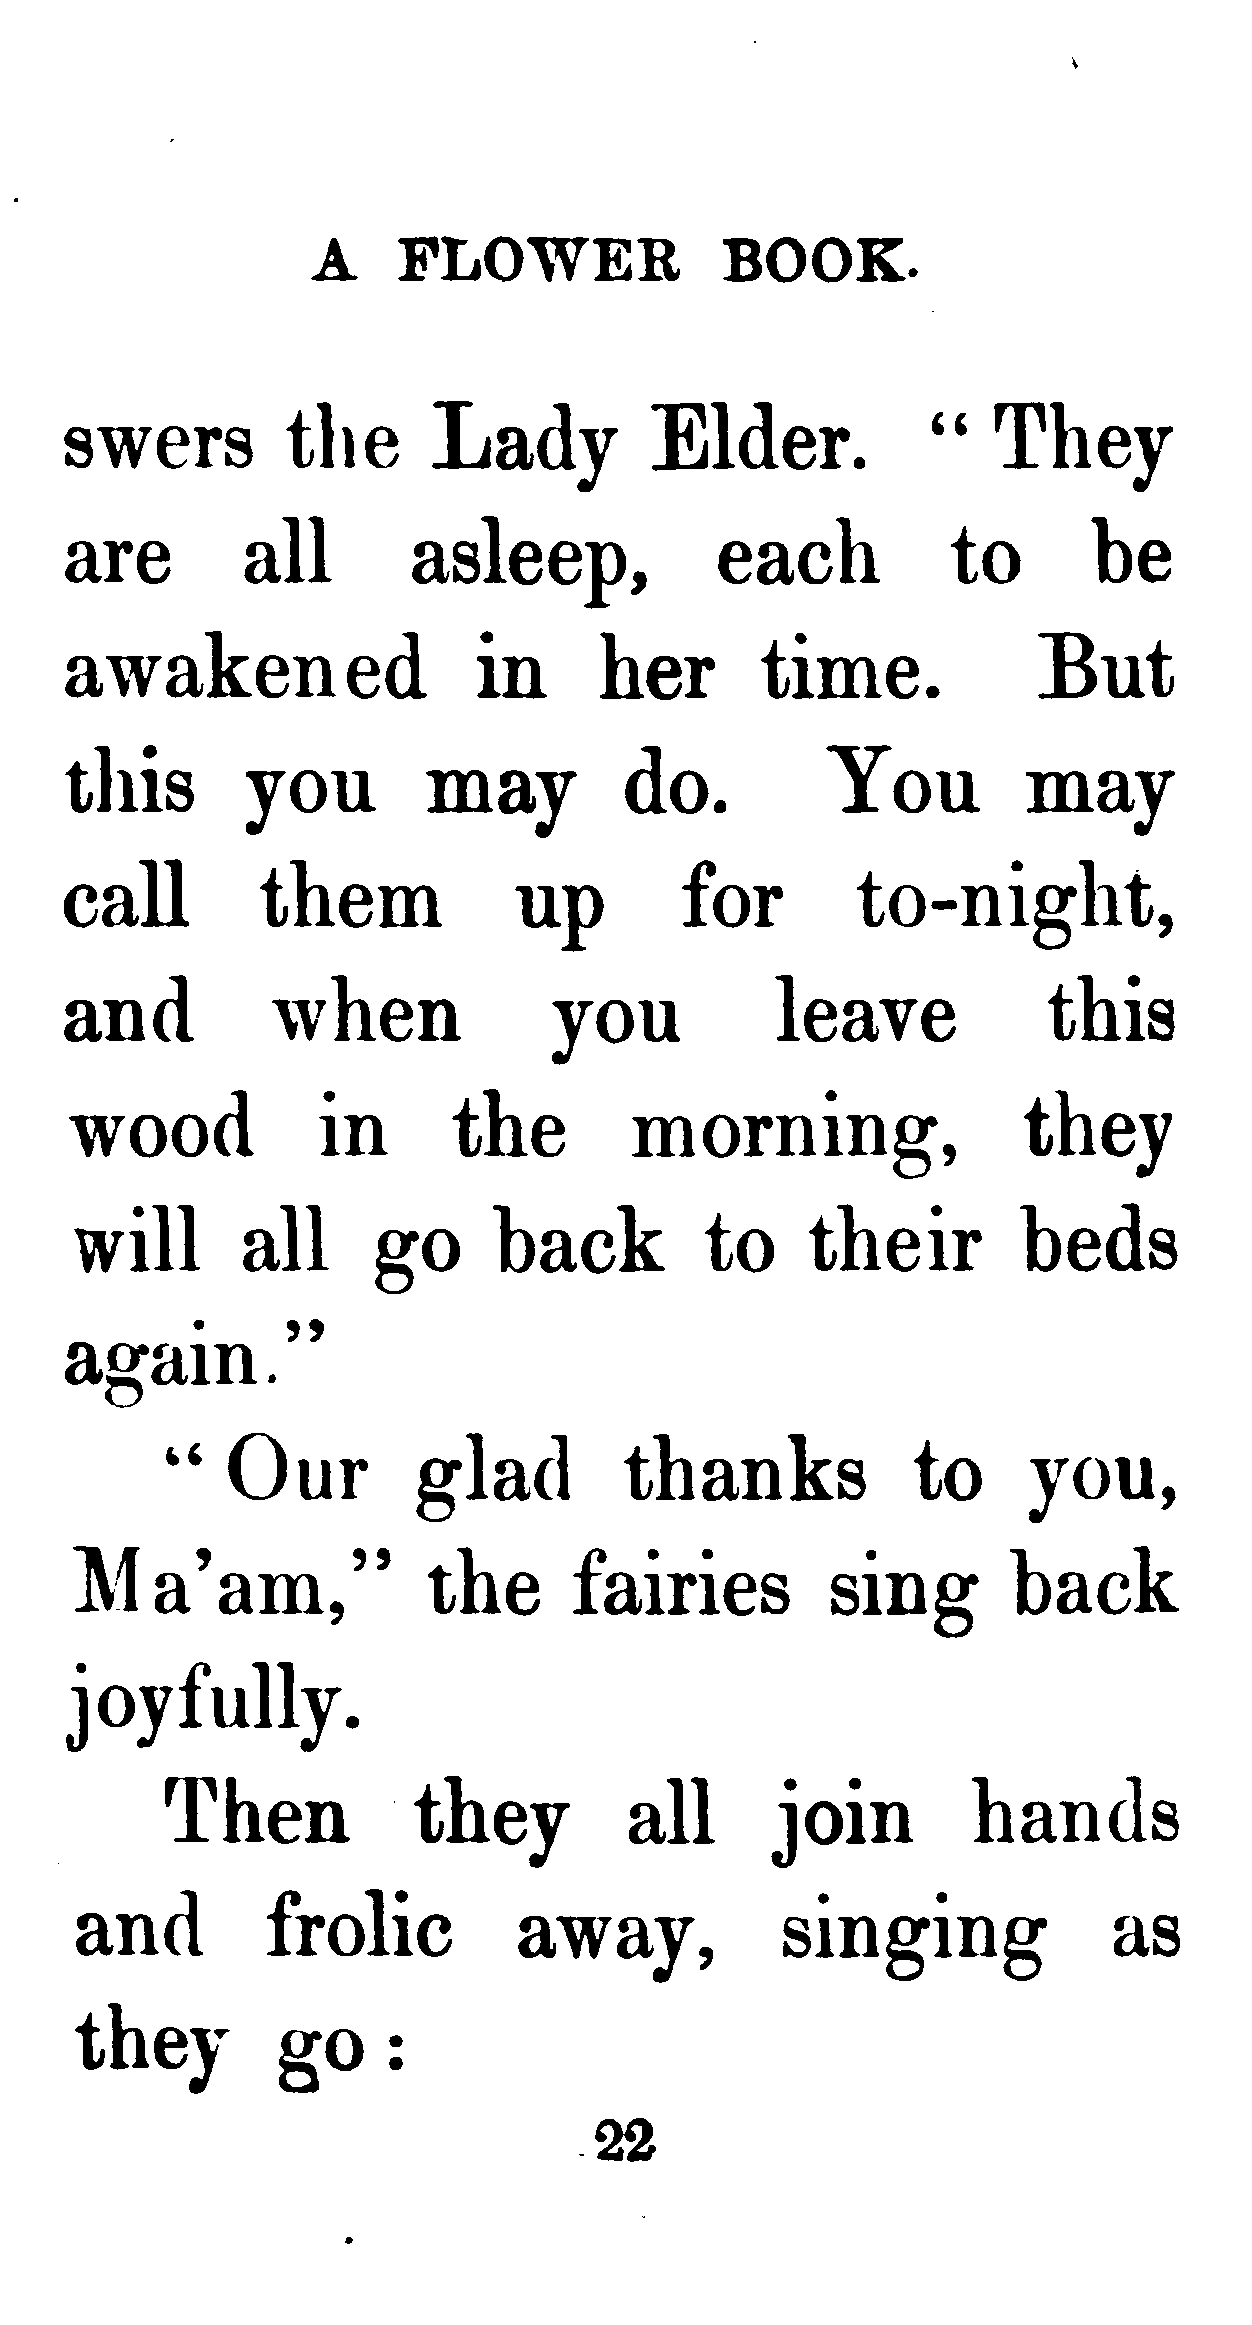 A FLOWER BOOK.
swers the Lady Elder. “ They
are all asleep, each to be
awakened in her time. But
this you may do. You may
call them up for to-night,
and when you leave this
wood in the morning, they
will all go back to their beds
again.”
“ Our glad thanks to you,
Ma’am,” the fairies sing back
joyfully.
Then they all join hands
and frolic away, singing as
they go :
22